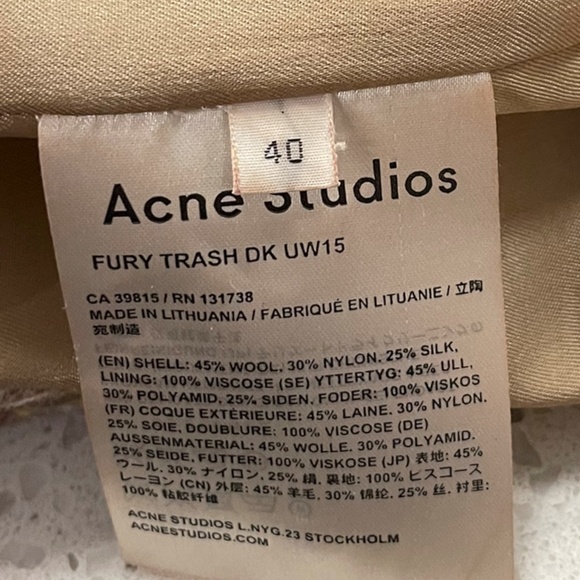 40
Acne Studios
FURY TRASH DK UW15
CA 39815 / RN 131738
MADE IN LITHUANIA / FABRIQUÉ EN LITUANIE / 立陶
宛制造
(EN) SHELL: 45% WOOL, 30% NYLON, 25% SILK,
LINING: 100% VISCOSE (SE) YTTERTYG: 45% ULL,
30% POLYAMID, 25% SIDEN, FODER: 100% VISKOS
(FR) COQUE EXTÉRIEURE: 45% LAINE, 30% NYLON,
25% SOIE, DOUBLURE: 100% VISCOSE (DE)
AUSSENMATERIAL: 45% WOLLE, 30% POLYAMID,
25% SEIDE, FUTTER: 100% VISKOSE (JP) 表地: 45%
ウール, 30% ナイロン, 25% 絹, 裏地: 100% ビスコース
レーヨン (CN) 外层: 45% 羊毛, 30% 锦纶, 25% 丝, 衬里:
100% 粘胶纤维
ACNE STUDIOS L.NYG.23 STOCKHOLM
ACNESTUDIOS.COM